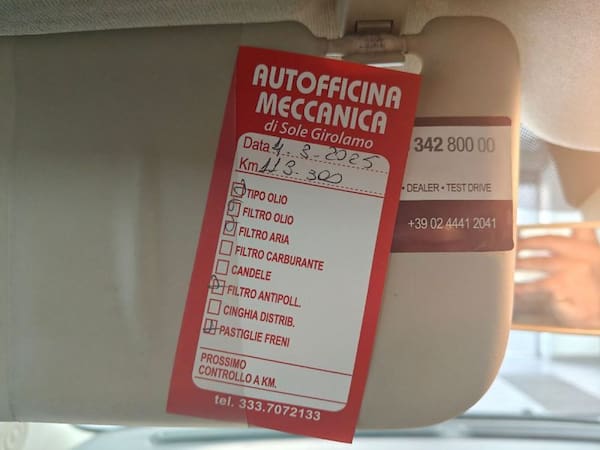 AUTOFFICINA
MECCANICA
di Sole Girolamo
Data 1-3-2025
Km 113-300
TIPO OLIO
FILTRO OLIO
FILTRO ARIA
FILTRO CARBURANTE
CANDELE
FILTRO ANTIPOLL.
CINGHIA DISTRIB.
PASTIGLIE FRENI
PROSSIMO
CONTROLLO A KM.
tel. 333.7072133
342 800 00
• DEALER • TEST DRIVE
+39 02 4441 2041